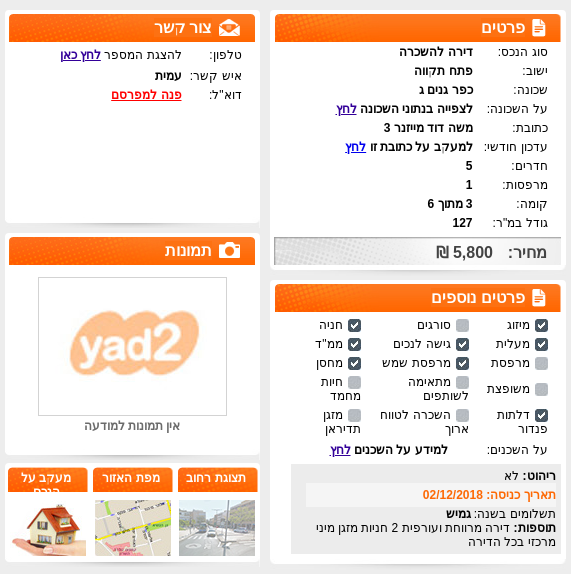 פרטים
סוג הנכס: דירה להשכרה
ישוב: פתח תקווה
שכונה: כפר גנים ג
על השכונה: לצפייה בנתוני השכונה לחץ
כתובת: משה דוד מייזנר 3
עדכון חודשי: למעקב על כתובת זו לחץ
חדרים: 5
מרפסות: 1
קומה: 3 מתוך 6
גודל במ"ר: 127
מחיר: 5,800 ₪
פרטים נוספים
מיזוג סורגים חניה
מעלית גישה לנכים ממ"ד
מרפסת מרפסת שמש מחסן
משופצת מתאימה לשותפים חיות מחמד
דלתות פנדור השכרה לטווח ארוך מזגן תדיראן
על השכנים: למידע על השכנים לחץ
ריהוט: לא
תאריך כניסה: 02/12/2018
תשלומים בשנה: גמיש
תוספות: דירה מרווחת ועורפית 2 חניות מזגן מיני
מרכזי בכל הדירה
צור קשר
טלפון: להצגת המספר לחץ כאן
איש קשר: עמית
דוא"ל: פנה למפרסם
תמונות
yad2
אין תמונות למודעה
תצוגת רחוב
מפת האזור
מעקב על
הנכס